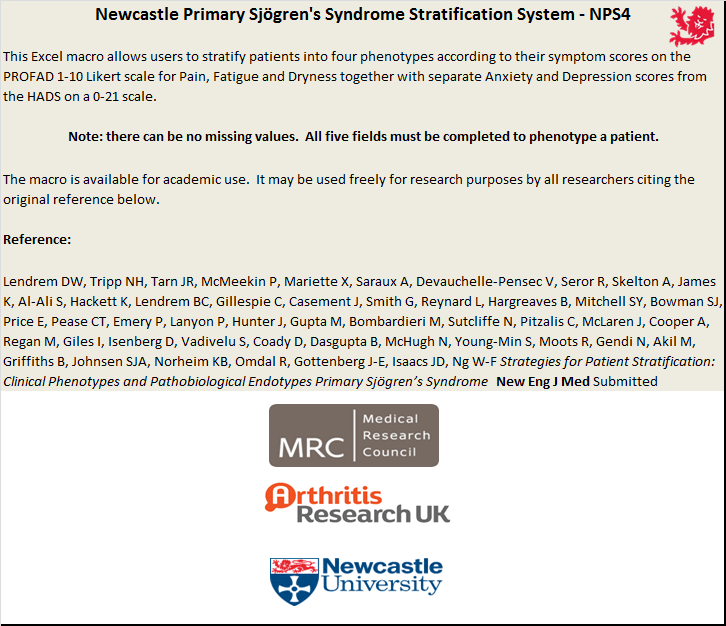 Newcastle Primary Sjögren's Syndrome Stratification System - NPS4
This Excel macro allows users to stratify patients into four phenotypes according to their symptom scores on the
PROFAD 1-10 Likert scale for Pain, Fatigue and Dryness together with separate Anxiety and Depression scores from
the HADS on a 0-21 scale.
Note: there can be no missing values.  All five fields must be completed to phenotype a patient.
The macro is available for academic use.  It may be used freely for research purposes by all researchers citing the
original reference below.
Reference:
Lendrem DW, Tripp NH, Tarn JR, McMeekin P, Mariette X, Saraux A, Devauchelle-Pensec V, Seror R, Skelton A, James
K, Al-Ali S, Hackett K, Lendrem BC, Gillespie C, Casement J, Smith G, Reynard L, Hargreaves B, Mitchell SY, Bowman SJ,
Price E, Pease CT, Emery P, Lanyon P, Hunter J, Gupta M, Bombardieri M, Sutcliffe N, Pitzalis C, McLaren J, Cooper A,
Regan M, Giles I, Isenberg D, Vadivelu S, Coady D, Dasgupta B, McHugh N, Young-Min S, Moots R, Gendi N, Akil M,
Griffiths B, Johnsen SJA, Norheim KB, Omdal R, Gottenberg J-E, Isaacs JD, Ng W-F Strategies for Patient Stratification:
Clinical Phenotypes and Pathobiological Endotypes Primary Sjögren's Syndrome  New Eng J Med Submitted
MRC
Medical
Research
Council
Arthritis
Research UK
Newcastle
University